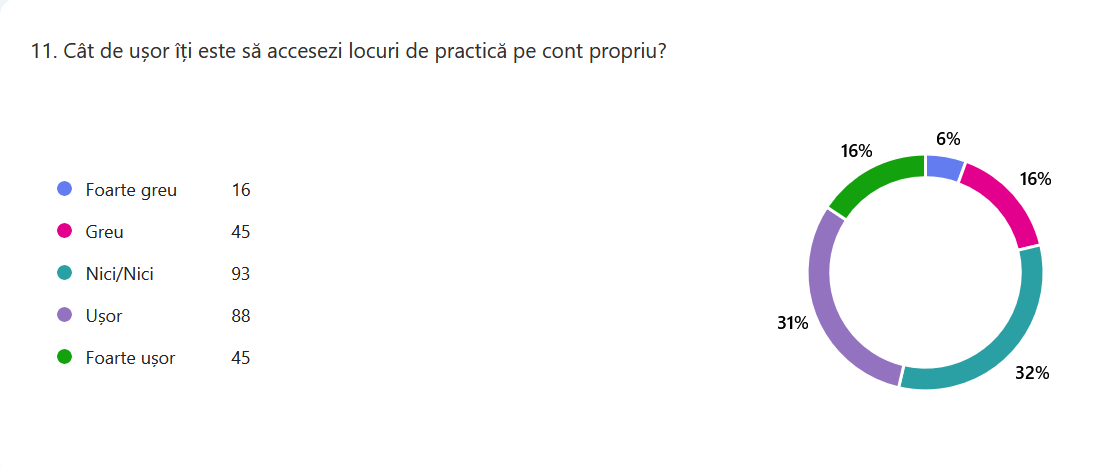 11. Cât de ușor îți este să accesezi locuri de practică pe cont propriu?
Foarte greu 16
Greu 45
Nici/Nici 93
Ușor 88
Foarte ușor 45
6%
16%
16%
31%
32%